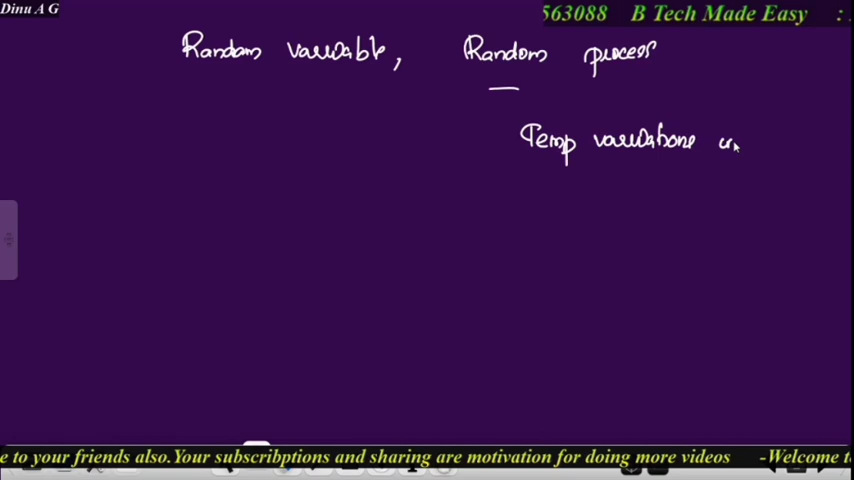 Dinu A G
563088 B Tech Made Easy :
Random variable, Random process
Temp variations
e to your friends also.Your subscribptions and sharing are motivation for doing more videos -Welcome to